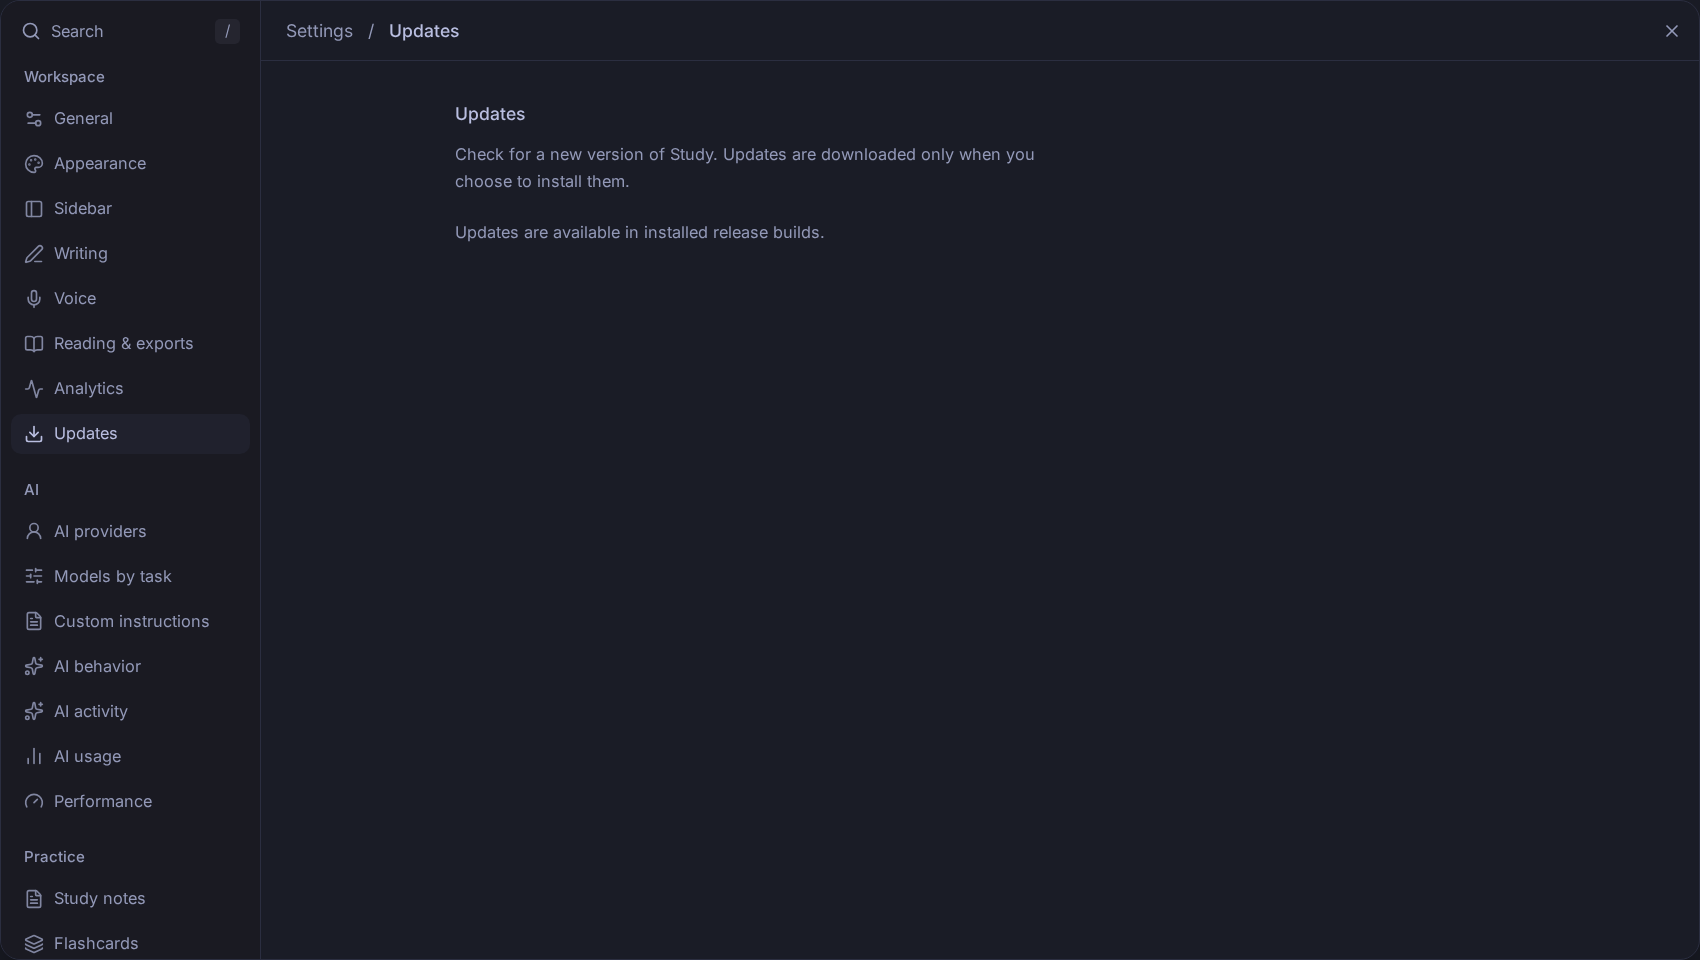 Search
/
Workspace
General
Appearance
Sidebar
Writing
Voice
Reading & exports
Analytics
Updates
AI
AI providers
Models by task
Custom instructions
AI behavior
AI activity
AI usage
Performance
Practice
Study notes
Flashcards
Settings / Updates
Updates
Check for a new version of Study. Updates are downloaded only when you
choose to install them.
Updates are available in installed release builds.